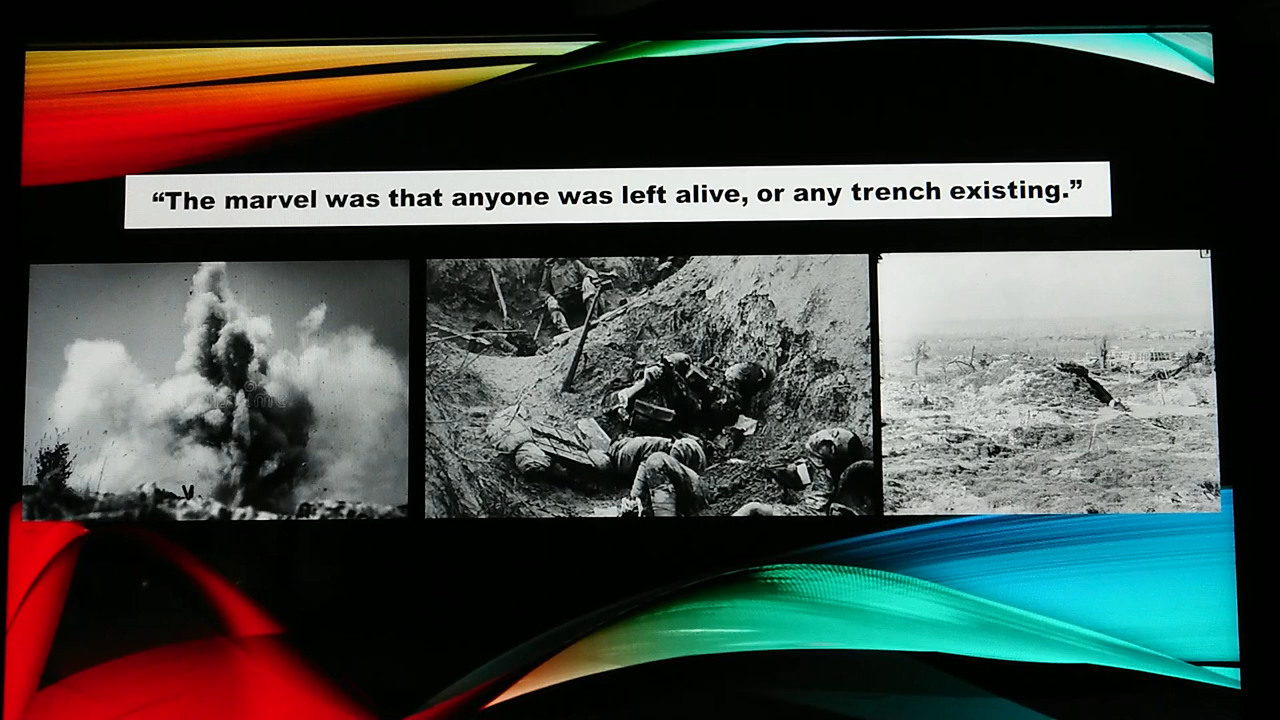 “The marvel was that anyone was left alive, or any trench existing.”